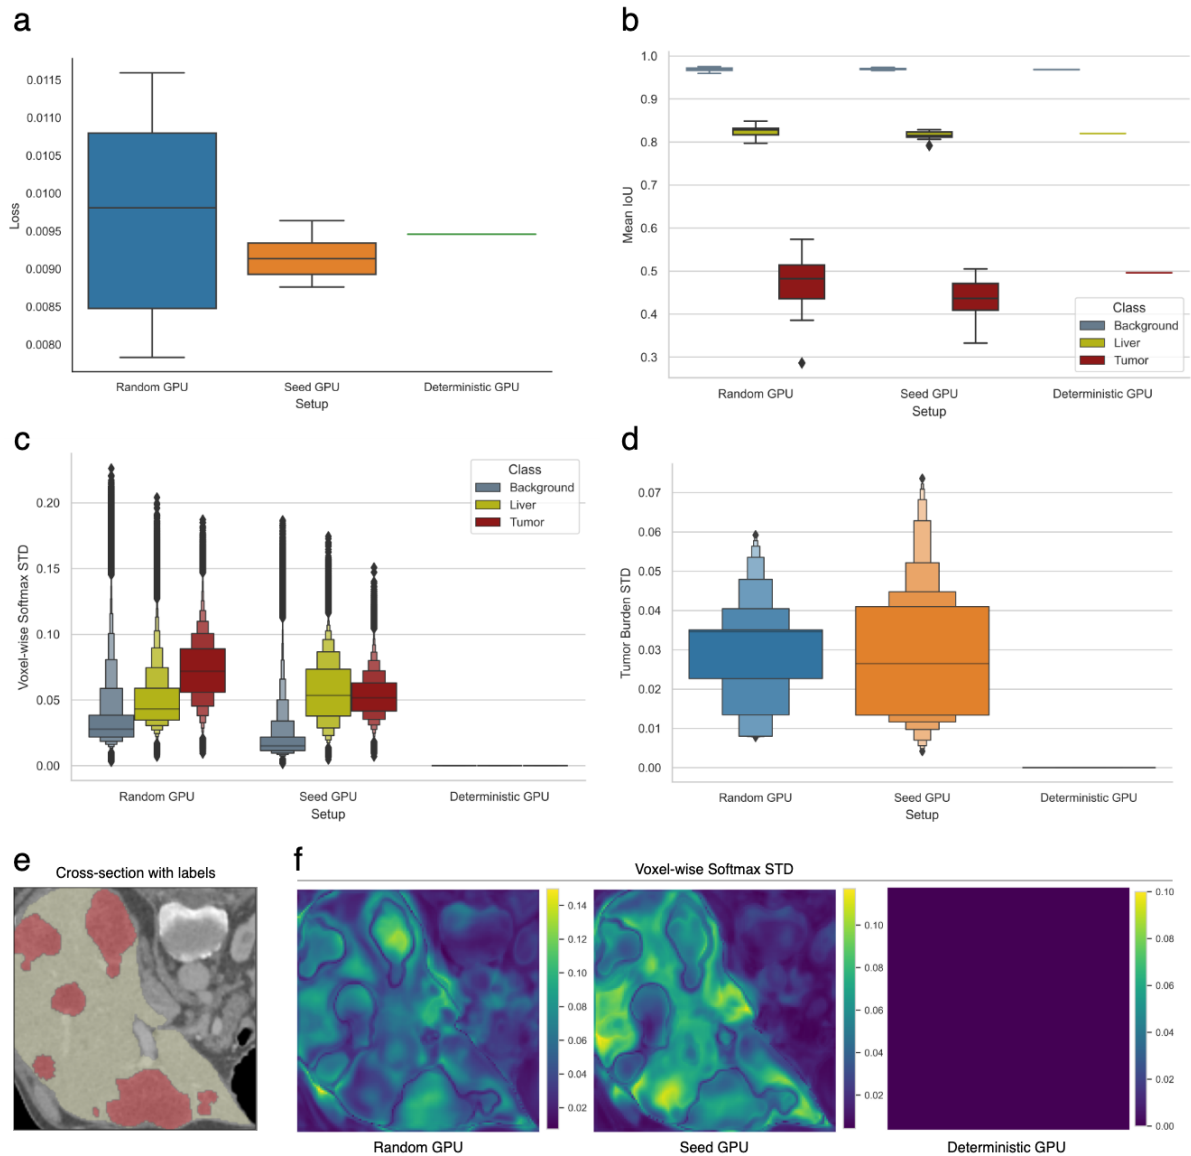 a
0.0115
0.0110
0.0105
0.0100
0.0095
0.0090
0.0085
0.0080
Loss
Random GPU
Seed GPU
Deterministic GPU
Setup
b
1.0
0.9
0.8
0.7
0.6
0.5
0.4
0.3
Mean IoU
Class
Background
Liver
Tumor
Random GPU
Seed GPU
Deterministic GPU
Setup
c
0.20
0.15
0.10
0.05
0.00
Voxel-wise Softmax STD
Class
Background
Liver
Tumor
Random GPU
Seed GPU
Deterministic GPU
Setup
d
0.07
0.06
0.05
0.04
0.03
0.02
0.01
0.00
Tumor Burden STD
Random GPU
Seed GPU
Deterministic GPU
Setup
e
Cross-section with labels
f
Voxel-wise Softmax STD
0.14
0.12
0.10
0.08
0.06
0.04
0.02
Random GPU
0.10
0.08
0.06
0.04
0.02
Seed GPU
0.10
0.08
0.06
0.04
0.02
0.00
Deterministic GPU